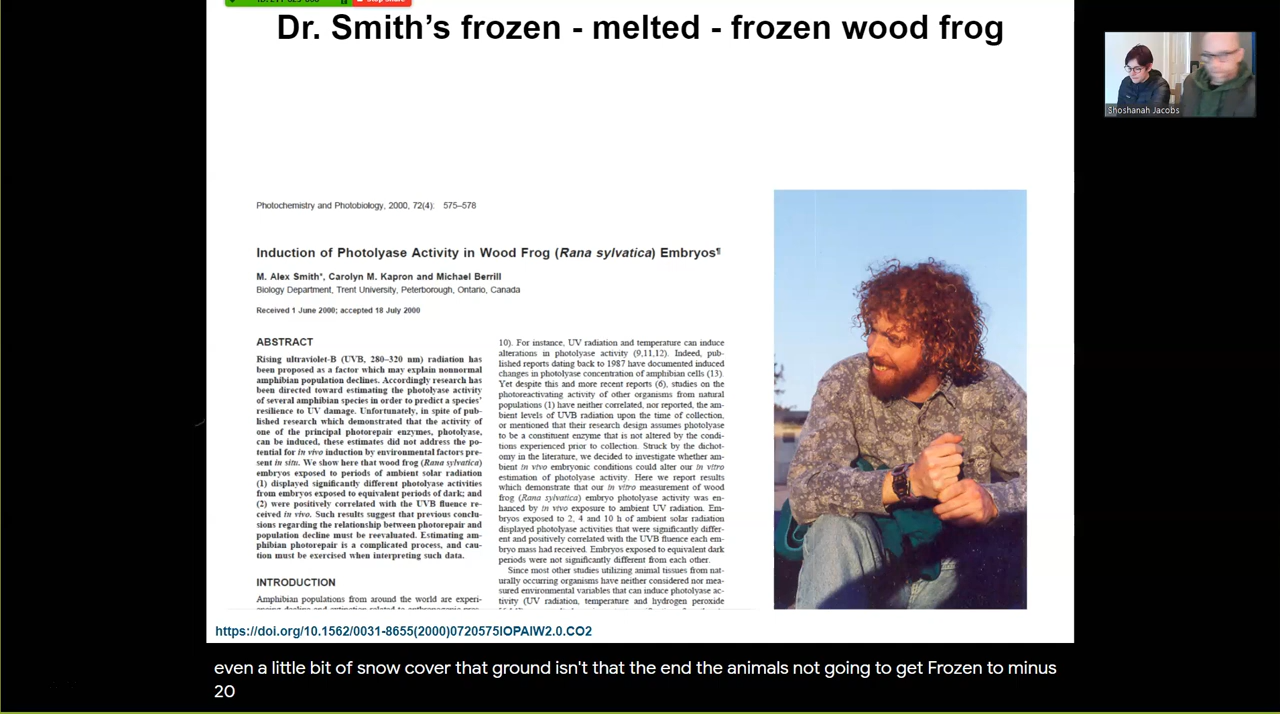 Stop Share
Dr. Smith’s frozen - melted - frozen wood frog
Shoshanah Jacobs
Photochemistry and Photobiology, 2000, 72(4): 575–578
Induction of Photolyase Activity in Wood Frog (Rana sylvatica) Embryos¶
M. Alex Smith*, Carolyn M. Kapron and Michael Berrill
Biology Department, Trent University, Peterborough, Ontario, Canada
Received 1 June 2000; accepted 18 July 2000
ABSTRACT
Rising ultraviolet-B (UVB, 280–320 nm) radiation has
been proposed as a factor which may explain nonnormal
amphibian population declines. Accordingly research has
been directed toward estimating the photolyase activity
of several amphibian species in order to predict a species'
resilience to UV damage. Unfortunately, in spite of pub-
lished research which demonstrated that the activity of
one of the principal photorepair enzymes, photolyase,
can be induced, these estimates did not address the po-
tential for in vivo induction by environmental factors pre-
sent in situ. We show here that wood frog (Rana sylvatica)
embryos exposed to periods of ambient solar radiation
(1) displayed significantly different photolyase activities
from embryos exposed to equivalent periods of dark; and
(2) were positively correlated with the UVB fluence re-
ceived in vivo. Such results suggest that previous conclu-
sions regarding the relationship between photorepair and
population decline must be reevaluated. Estimating am-
phibian photorepair is a complicated process, and cau-
tion must be exercised when interpreting such data.
INTRODUCTION
Amphibian populations from around the world are experi-
10). For instance, UV radiation and temperature can induce
alterations in photolyase activity (9,11,12). Indeed, pub-
lished reports dating back to 1987 have documented induced
changes in photolyase concentration of amphibian cells (13).
Yet despite this and more recent reports (6), studies on the
photoreactivating activity of other organisms from natural
populations (1) have neither correlated, nor reported, the am-
bient levels of UVB radiation upon the time of collection,
or mentioned that their research design assumes photolyase
to be a constituent enzyme that is not altered by the condi-
tions experienced prior to collection. Struck by the dichot-
omy in the literature, we decided to investigate whether am-
bient in vivo embryonic conditions could alter our in vitro
estimation of photolyase activity. Here we report results
which demonstrate that our in vitro measurement of wood
frog (Rana sylvatica) embryo photolyase activity was en-
hanced by in vivo exposure to ambient UV radiation. Em-
bryos exposed to 2, 4 and 10 h of ambient solar radiation
displayed photolyase activities that were significantly differ-
ent and positively correlated with the UVB fluence each em-
bryo mass had received. Embryos exposed to equivalent dark
periods were not significantly different from each other.
Since most other studies utilizing animal tissues from nat-
urally occurring organisms have neither considered nor mea-
sured environmental variables that can induce photolyase ac-
tivity (UV radiation, temperature and hydrogen peroxide
https://doi.org/10.1562/0031-8655(2000)0720575IOPAIW2.0.CO2
even a little bit of snow cover that ground isn't that the end the animals not going to get Frozen to minus
20